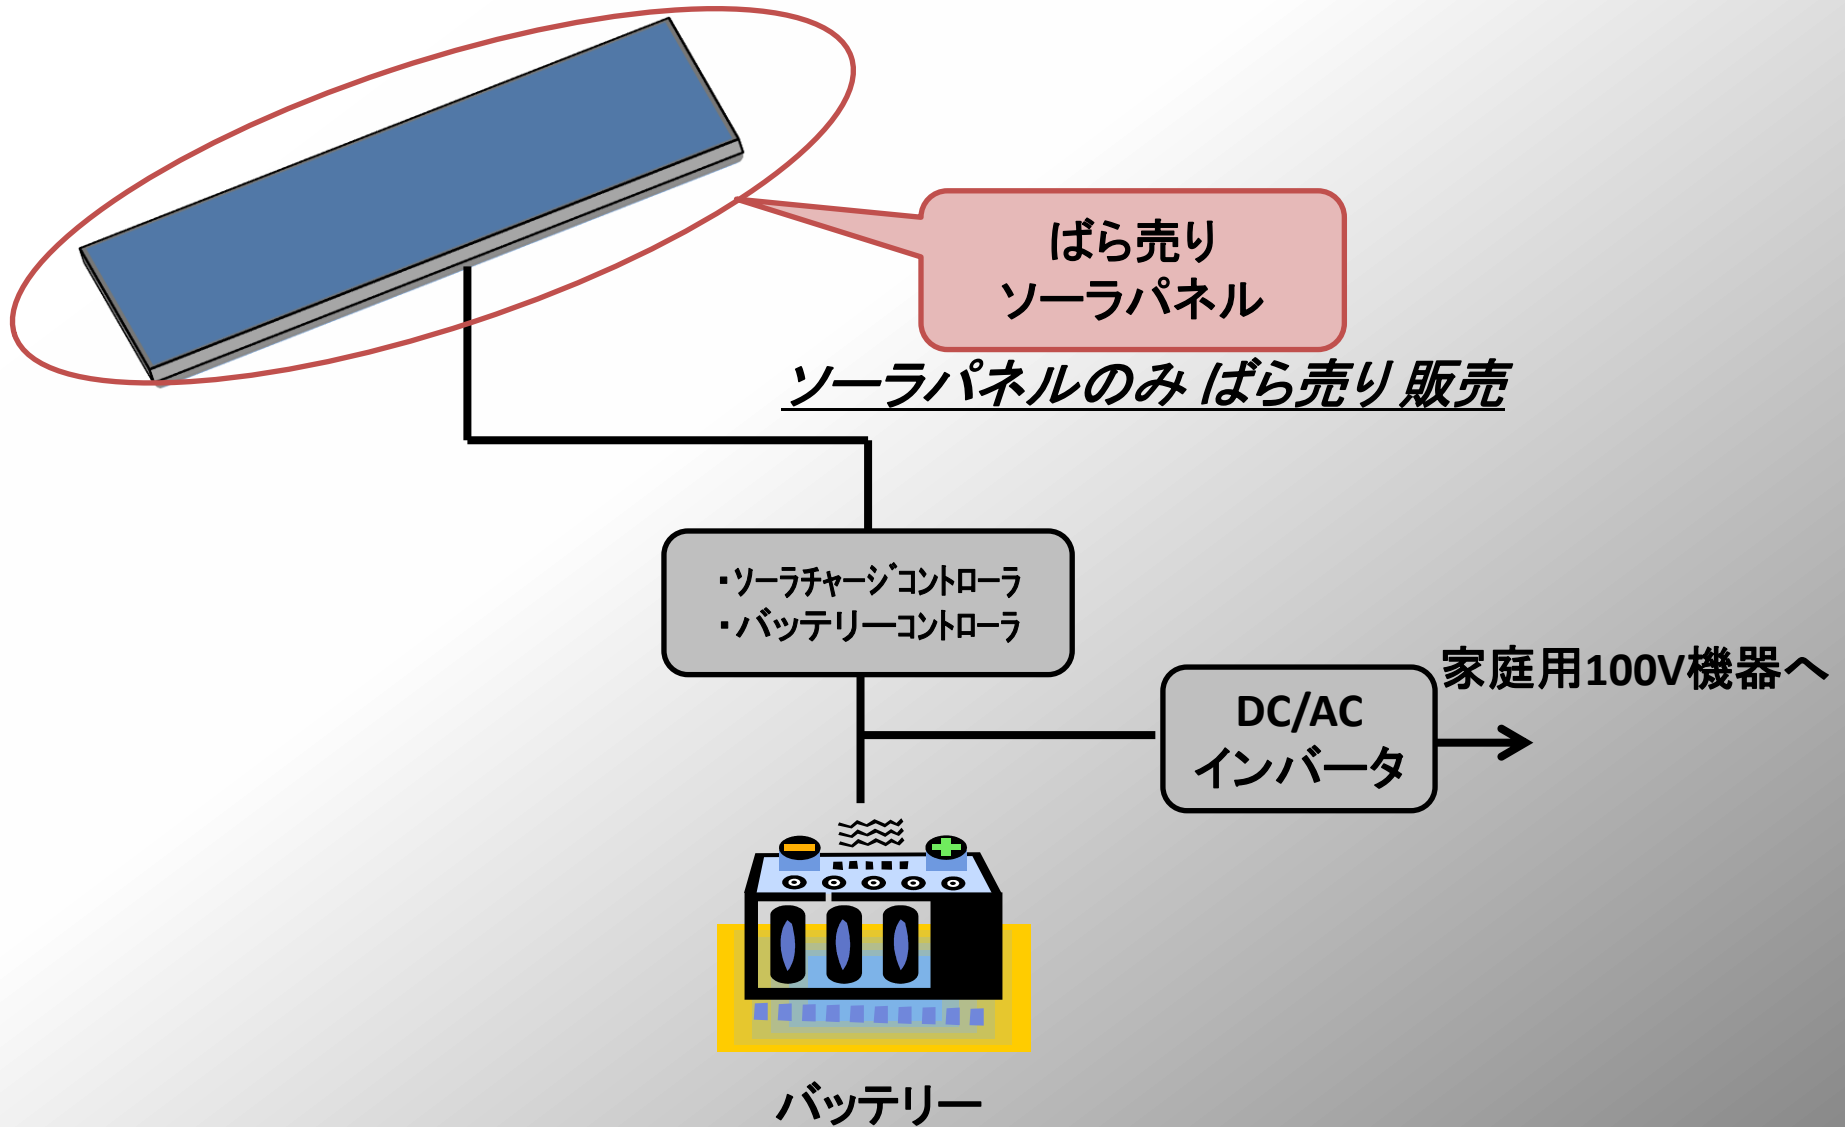 ばら売り
ソーラパネル
ソーラパネルのみ ばら売り 販売
・ソーラチャージコントローラ
・バッテリーコントローラ
家庭用100V機器へ
DC/AC
インバータ
バッテリー